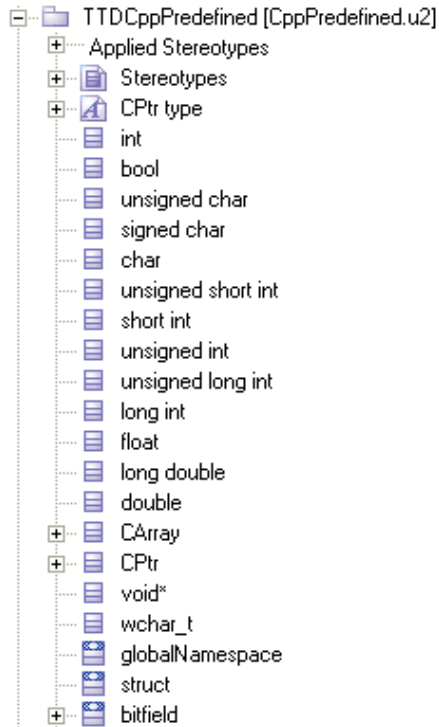 TTDCppPredefined [CppPredefined.u2]
Applied Stereotypes
Stereotypes
CPtr type
int
bool
unsigned char
signed char
char
unsigned short int
short int
unsigned int
unsigned long int
long int
float
long double
double
CArray
CPtr
void*
wchar_t
globalNamespace
struct
bitfield